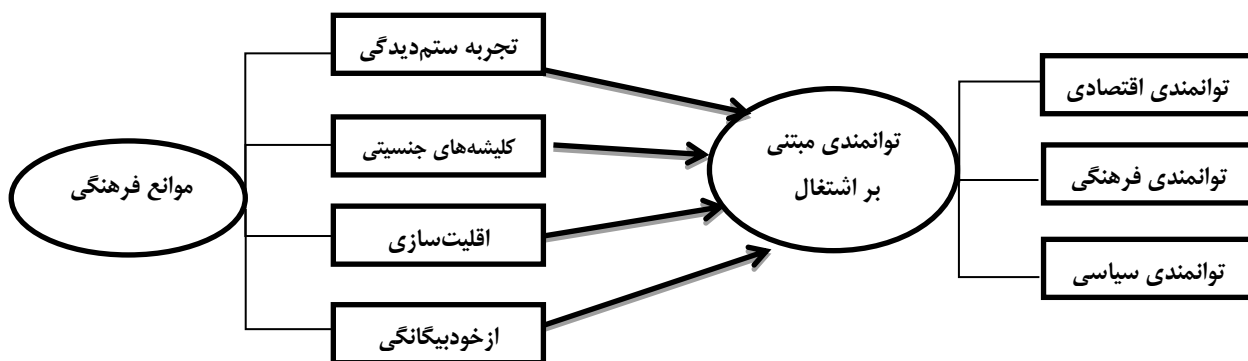 موانع فرهنگی
تجربه ستم‌دیدگی
کلیشه‌های جنسیتی
اقلیت‌سازی
ازخودبیگانگی
توانمندی مبتنی
بر اشتغال
توانمندی اقتصادی
توانمندی فرهنگی
توانمندی سیاسی